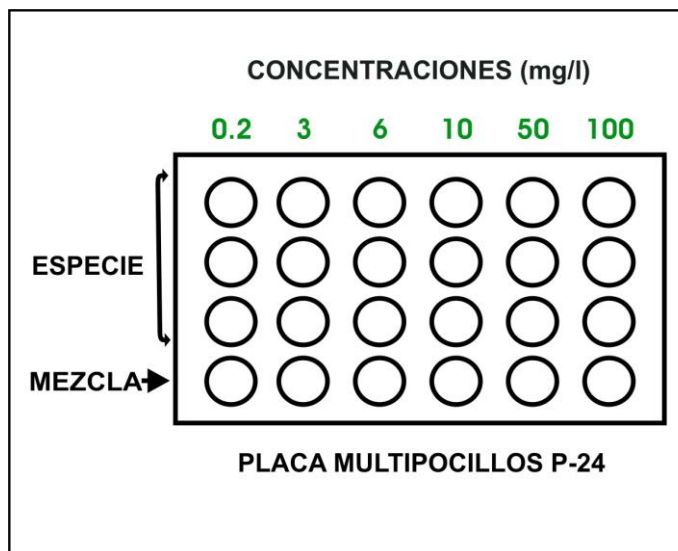 CONCENTRACIONES (mg/l)
0.2 3 6 10 50 100
ESPECIE
MEZCLA
PLACA MULTIPOCILLOS P-24